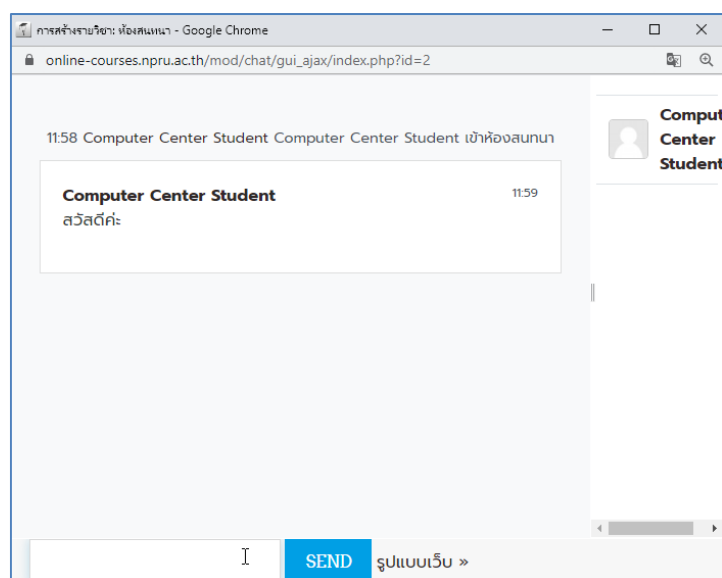 การสร้างรายวิชา: ห้องสนทนา - Google Chrome
online-courses.npru.ac.th/mod/chat/gui_ajax/index.php?id=2
11:58 Computer Center Student Computer Center Student เข้าห้องสนทนา
Computer Center Student 11:59
สวัสดีค่ะ
Comput
Center
Student
SEND รูปแบบเว็บ »